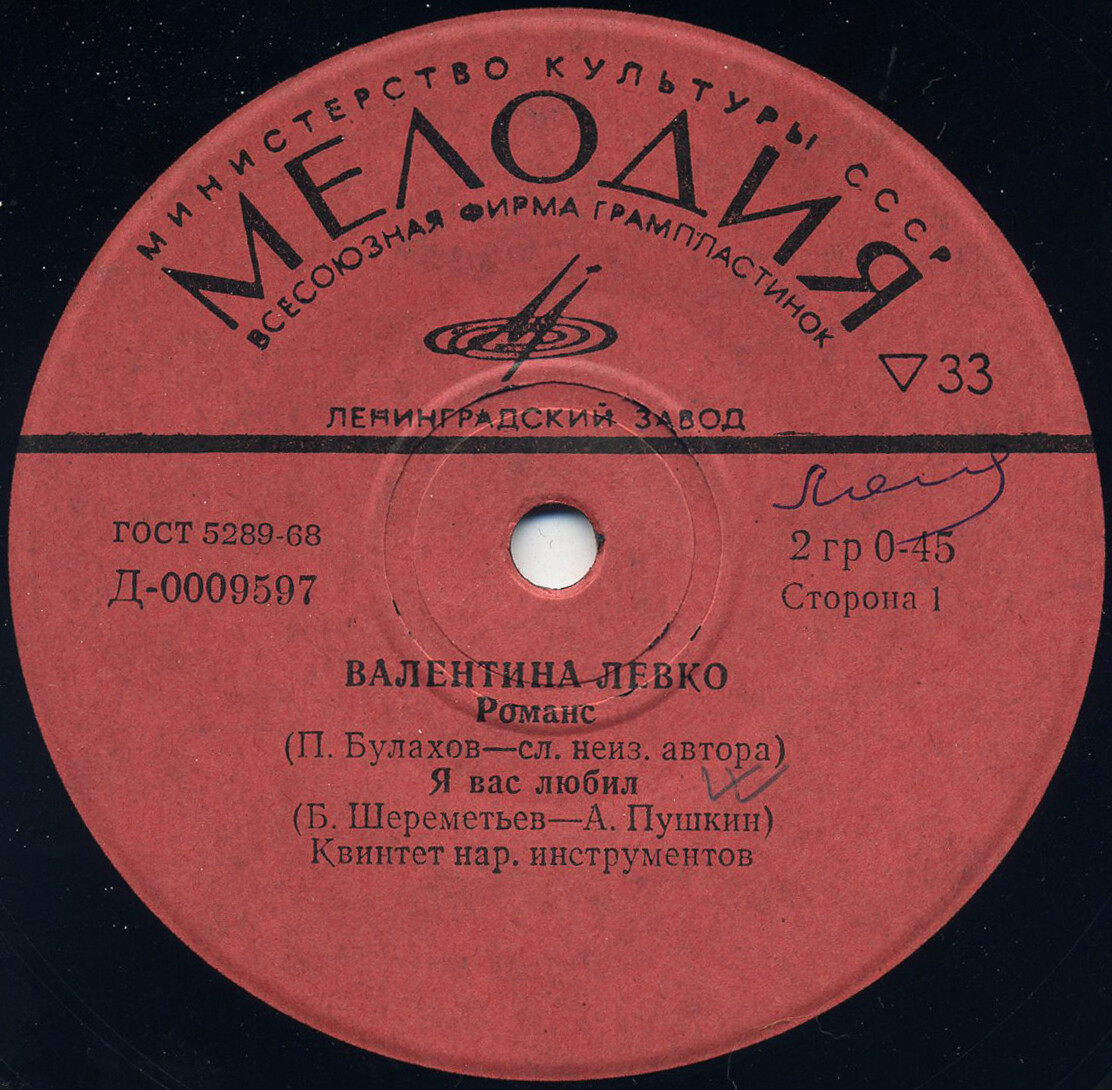 МИНИСТЕРСТВО КУЛЬТУРЫ СССР
МЕЛОДИЯ
ВСЕСОЮЗНАЯ ФИРМА ГРАМПЛАСТИНОК
33
ЛЕНИНГРАДСКИЙ ЗАВОД
ГОСТ 5289-68
2 гр 0-45
Д-0009597
Сторона 1
ВАЛЕНТИНА ЛЕВКО
Романс
(П. Булахов—сл. неиз. автора)
Я вас любил
(Б. Шереметьев—А. Пушкин)
Квинтет нар. инструментов